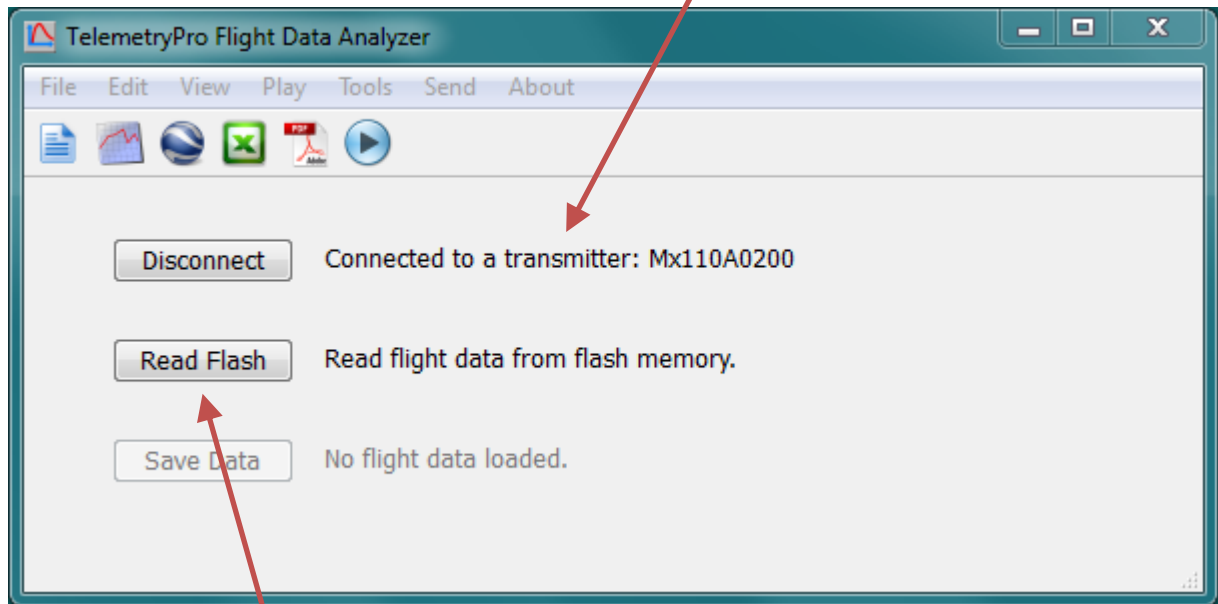 TelemetryPro Flight Data Analyzer
File Edit View Play Tools Send About
PDF
Adobe
Disconnect Connected to a transmitter: Mx110A0200
Read Flash Read flight data from flash memory.
Save Data No flight data loaded.